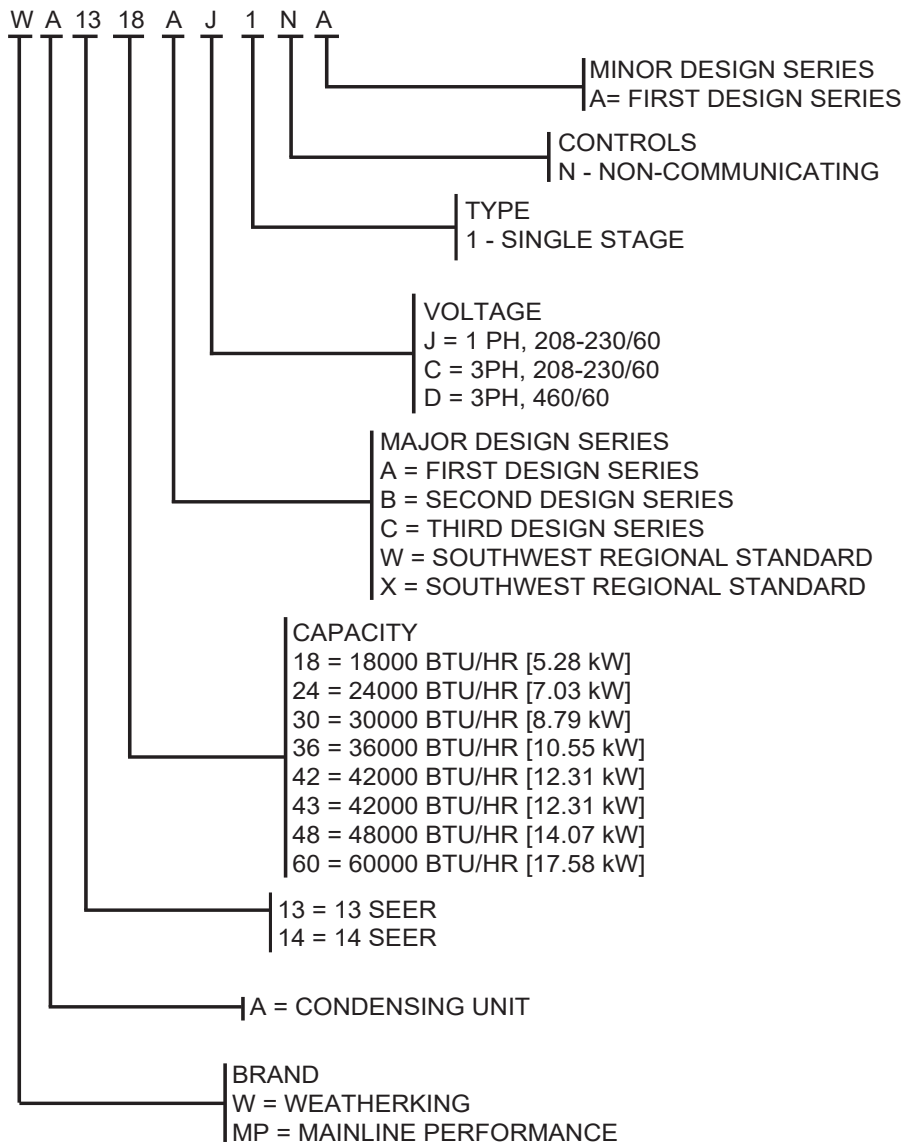 W A 13 18 A J 1 N A
MINOR DESIGN SERIES
A= FIRST DESIGN SERIES
CONTROLS
N - NON-COMMUNICATING
TYPE
1 - SINGLE STAGE
VOLTAGE
J = 1 PH, 208-230/60
C = 3PH, 208-230/60
D = 3PH, 460/60
MAJOR DESIGN SERIES
A = FIRST DESIGN SERIES
B = SECOND DESIGN SERIES
C = THIRD DESIGN SERIES
W = SOUTHWEST REGIONAL STANDARD
X = SOUTHWEST REGIONAL STANDARD
CAPACITY
18 = 18000 BTU/HR [5.28 kW]
24 = 24000 BTU/HR [7.03 kW]
30 = 30000 BTU/HR [8.79 kW]
36 = 36000 BTU/HR [10.55 kW]
42 = 42000 BTU/HR [12.31 kW]
43 = 42000 BTU/HR [12.31 kW]
48 = 48000 BTU/HR [14.07 kW]
60 = 60000 BTU/HR [17.58 kW]
13 = 13 SEER
14 = 14 SEER
A = CONDENSING UNIT
BRAND
W = WEATHERKING
MP = MAINLINE PERFORMANCE